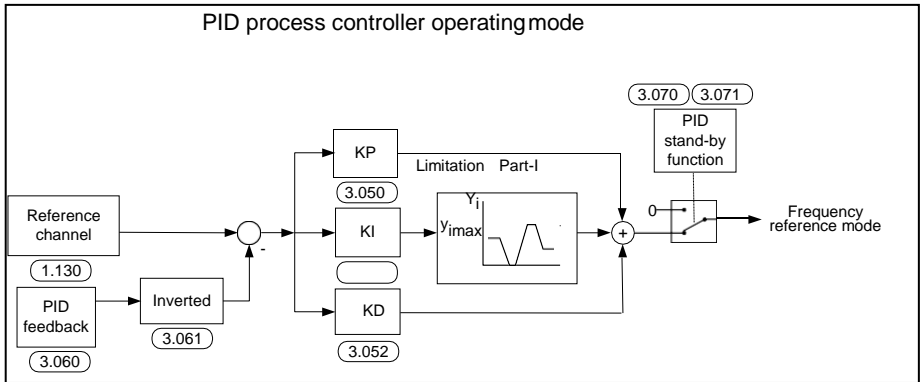 PID process controller operating mode
3.070 3.071
PID
stand-by
function
KP
Limitation Part-I
3.050
Yi
yimax
Reference
channel
-
KI
+
0
Frequency
reference mode
1.130
PID
feedback
Inverted
KD
3.061
3.052
3.060